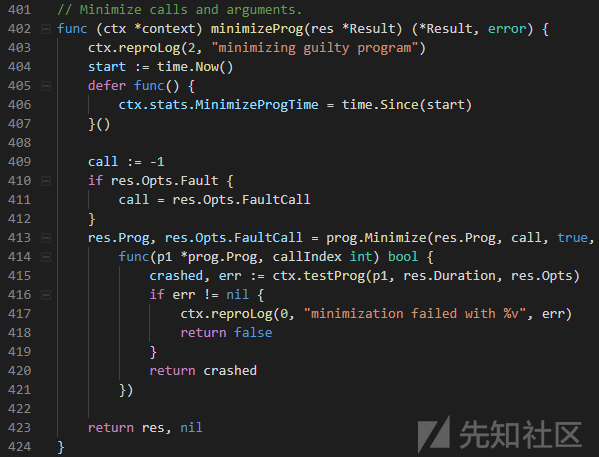 401 // Minimize calls and arguments.
402 func (ctx *context) minimizeProg(res *Result) (*Result, error) {
403     ctx.reproLog(2, "minimizing guilty program")
404     start := time.Now()
405     defer func() {
406         ctx.stats.MinimizeProgTime = time.Since(start)
407     }()
408
409     call := -1
410     if res.Opts.Fault {
411         call = res.Opts.FaultCall
412     }
413     res.Prog, res.Opts.FaultCall = prog.Minimize(res.Prog, call, true,
414         func(p1 *prog.Prog, callIndex int) bool {
415             crashed, err := ctx.testProg(p1, res.Duration, res.Opts)
416             if err != nil {
417                 ctx.reproLog(0, "minimization failed with %v", err)
418                 return false
419             }
420             return crashed
421         })
422
423     return res, nil
424 }
先知社区